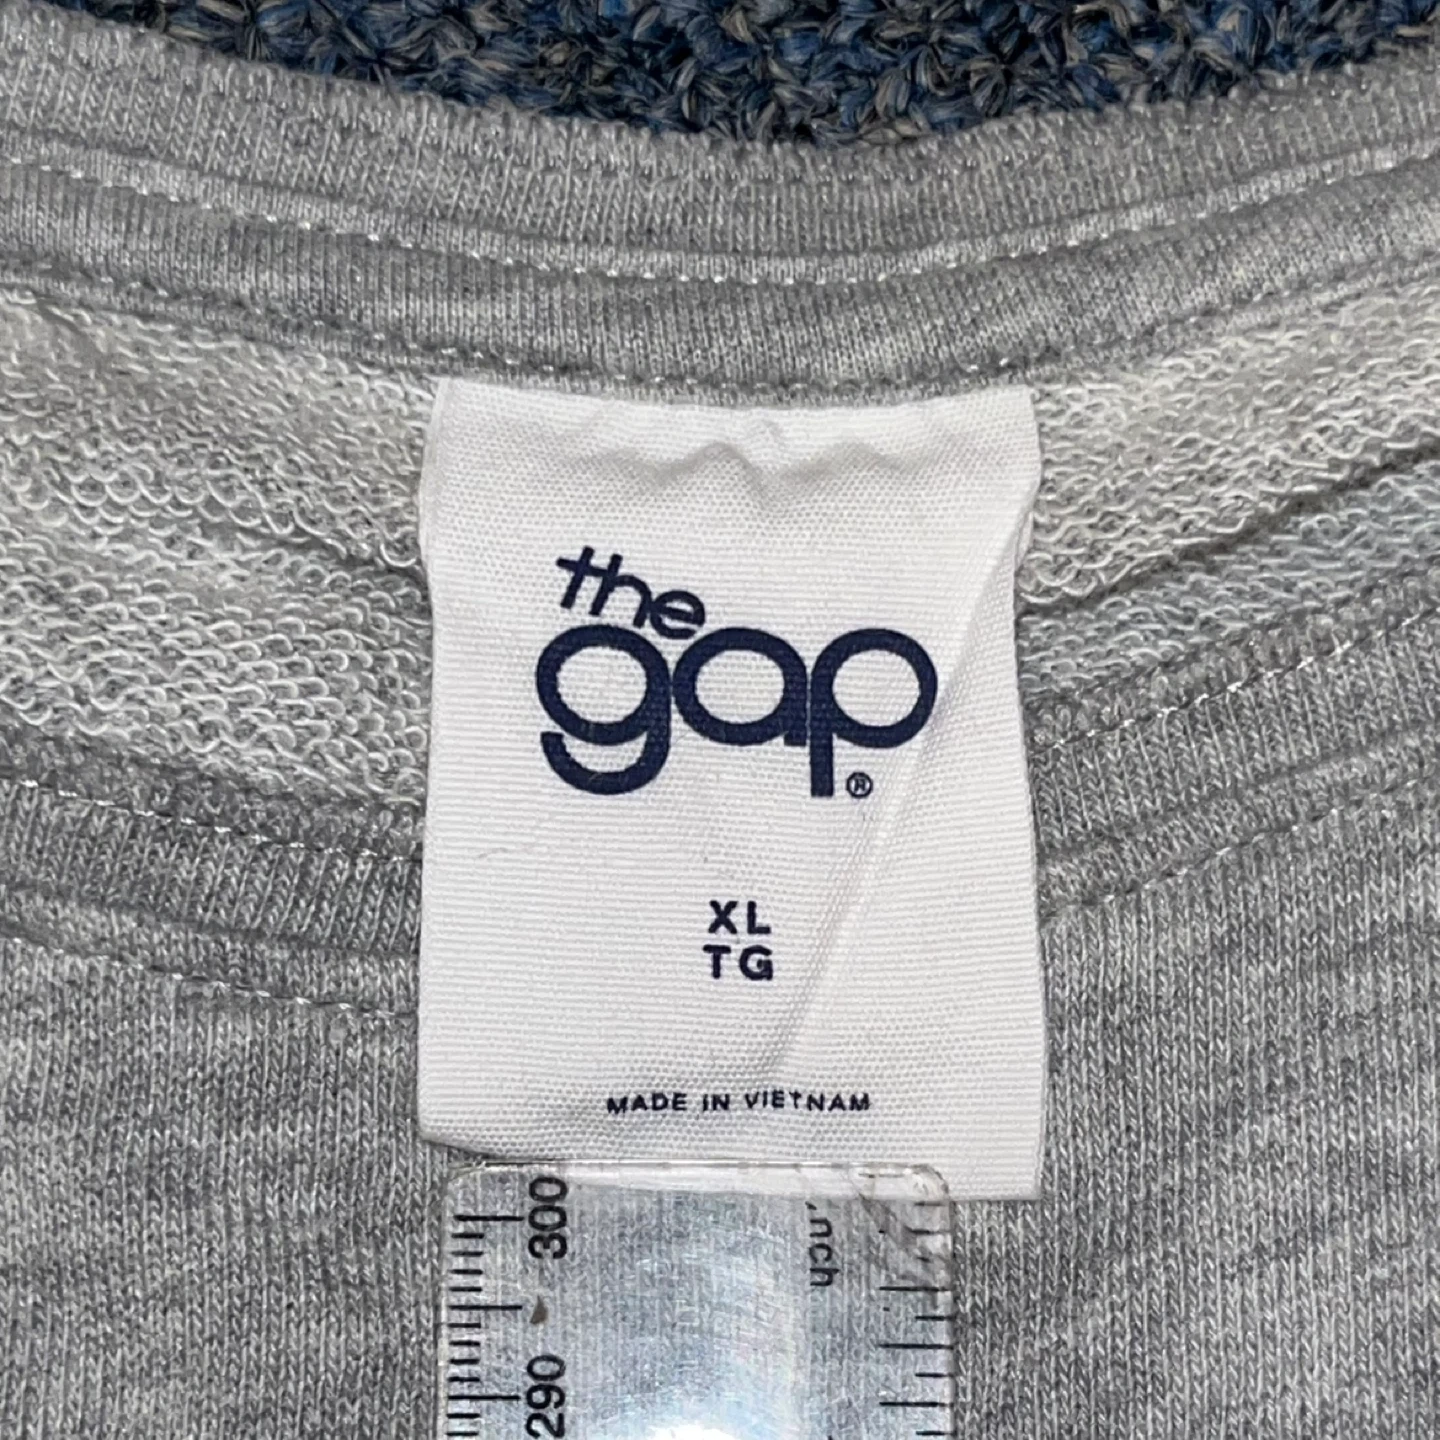 the
gap®
XL
TG
MADE IN VIETNAM
300
290
inch